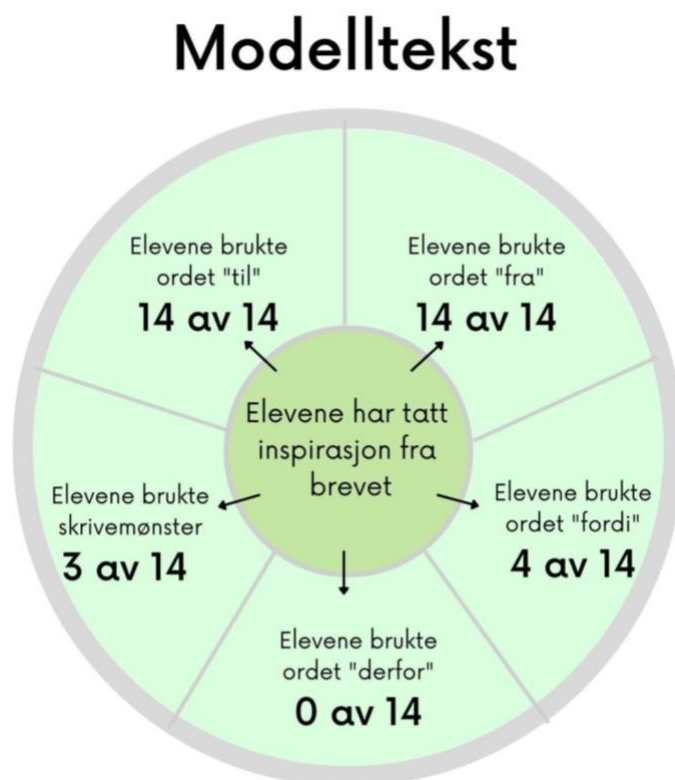 Modelltekst
Elevene brukte
ordet "til"
14 av 14
Elevene brukte
ordet "fra"
14 av 14
Elevene har tatt
inspirasjon fra
brevet
Elevene brukte
skrivemønster
3 av 14
Elevene brukte
ordet "fordi"
4 av 14
Elevene brukte
ordet "derfor"
0 av 14